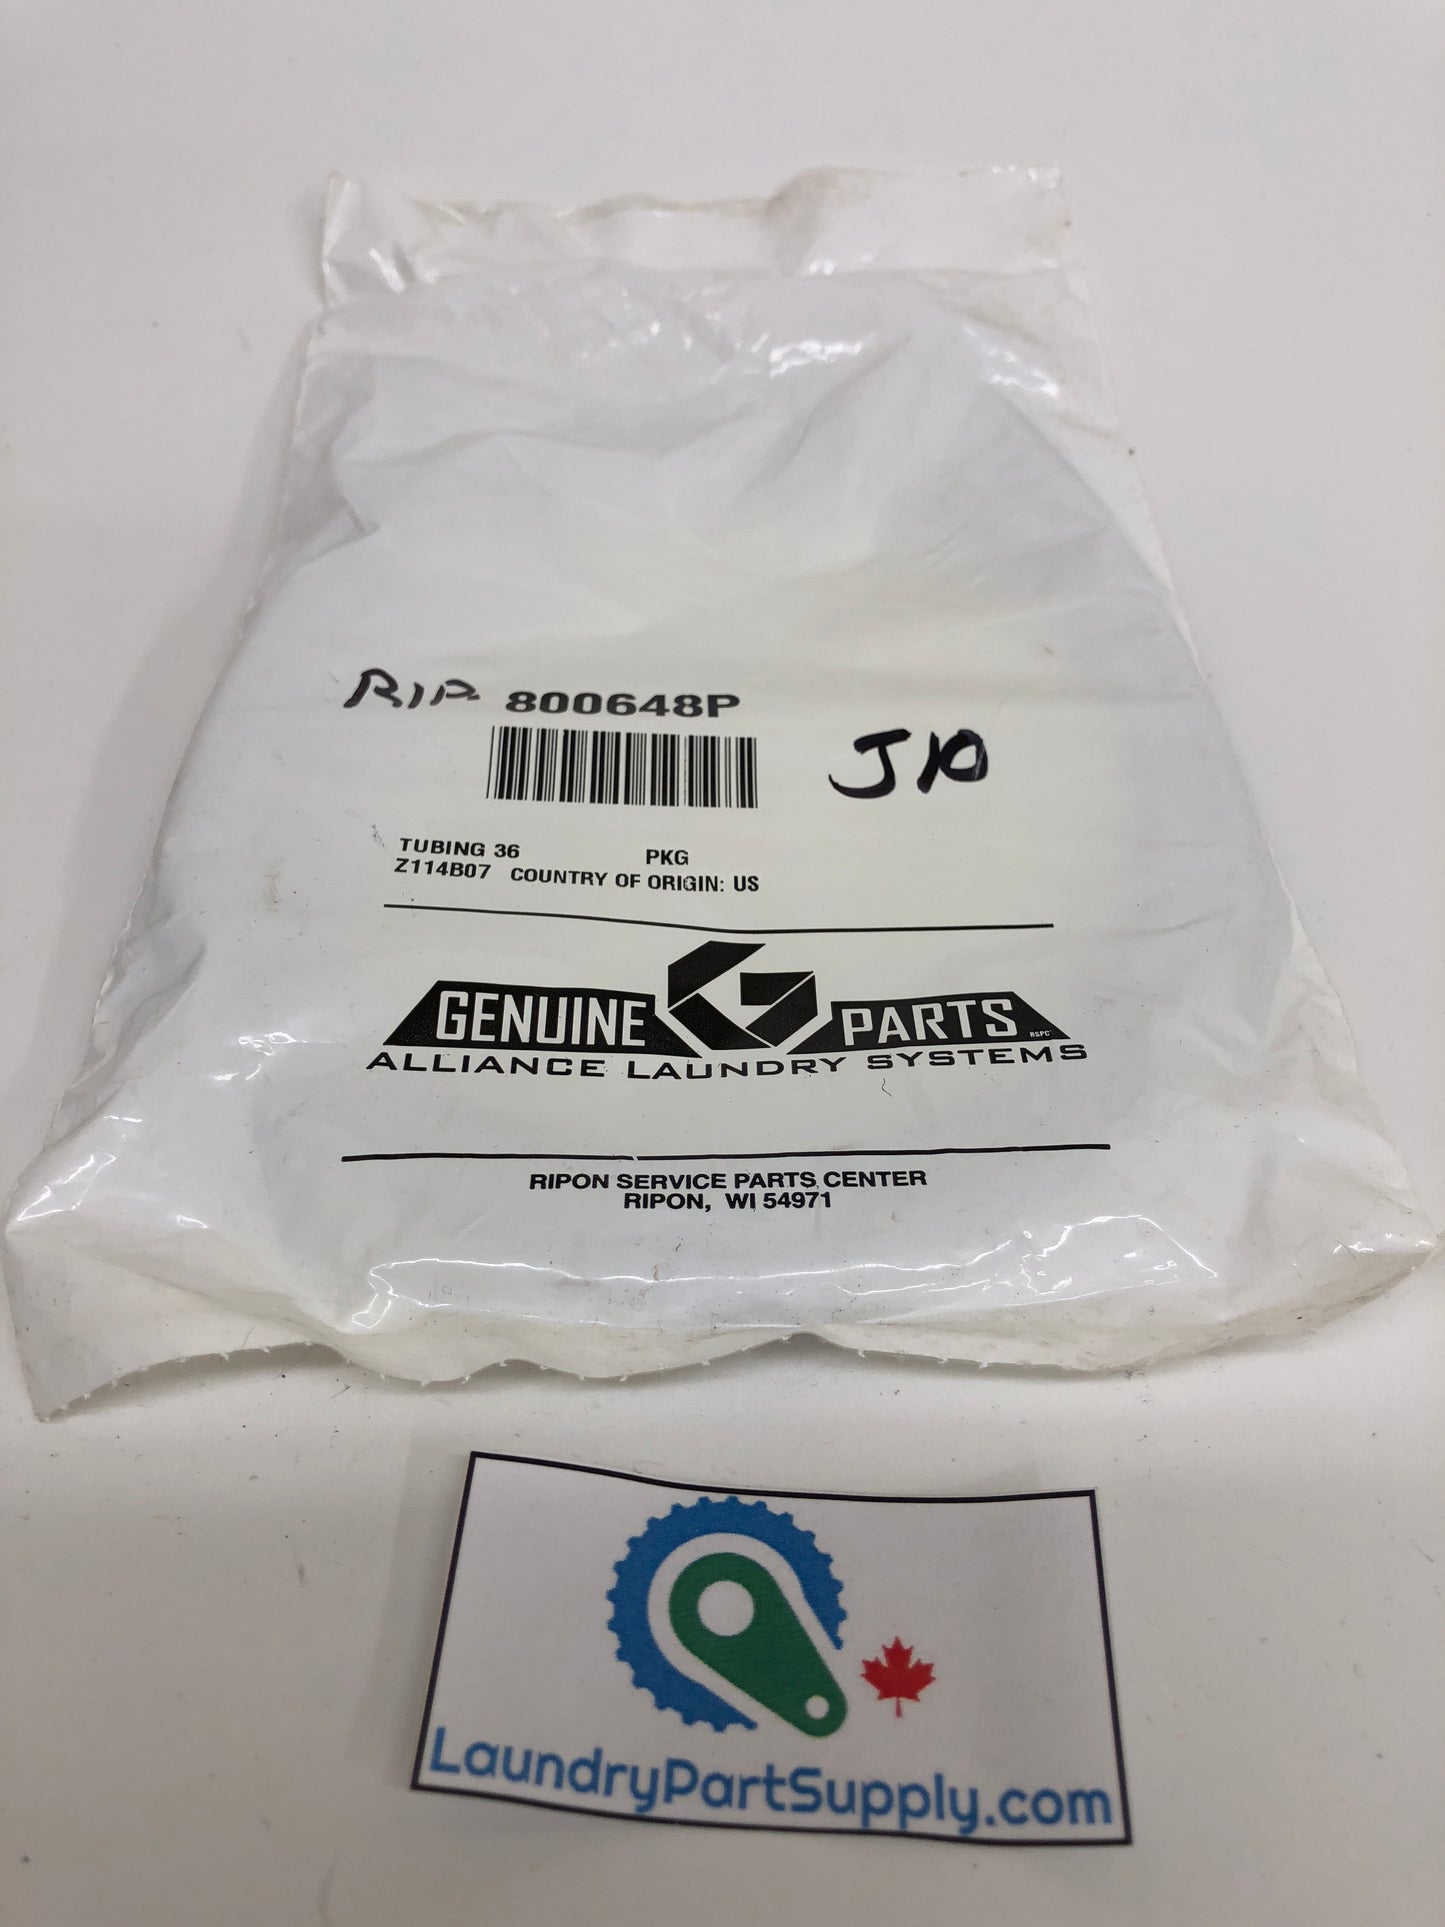 RIP. 800648P
J10
TUBING 36 PKG
Z114B07 COUNTRY OF ORIGIN: US
GENUINE G PARTS
RSPC
ALLIANCE LAUNDRY SYSTEMS
RIPON SERVICE PARTS CENTER
RIPON, WI 54971
LaundryPartSupply.com